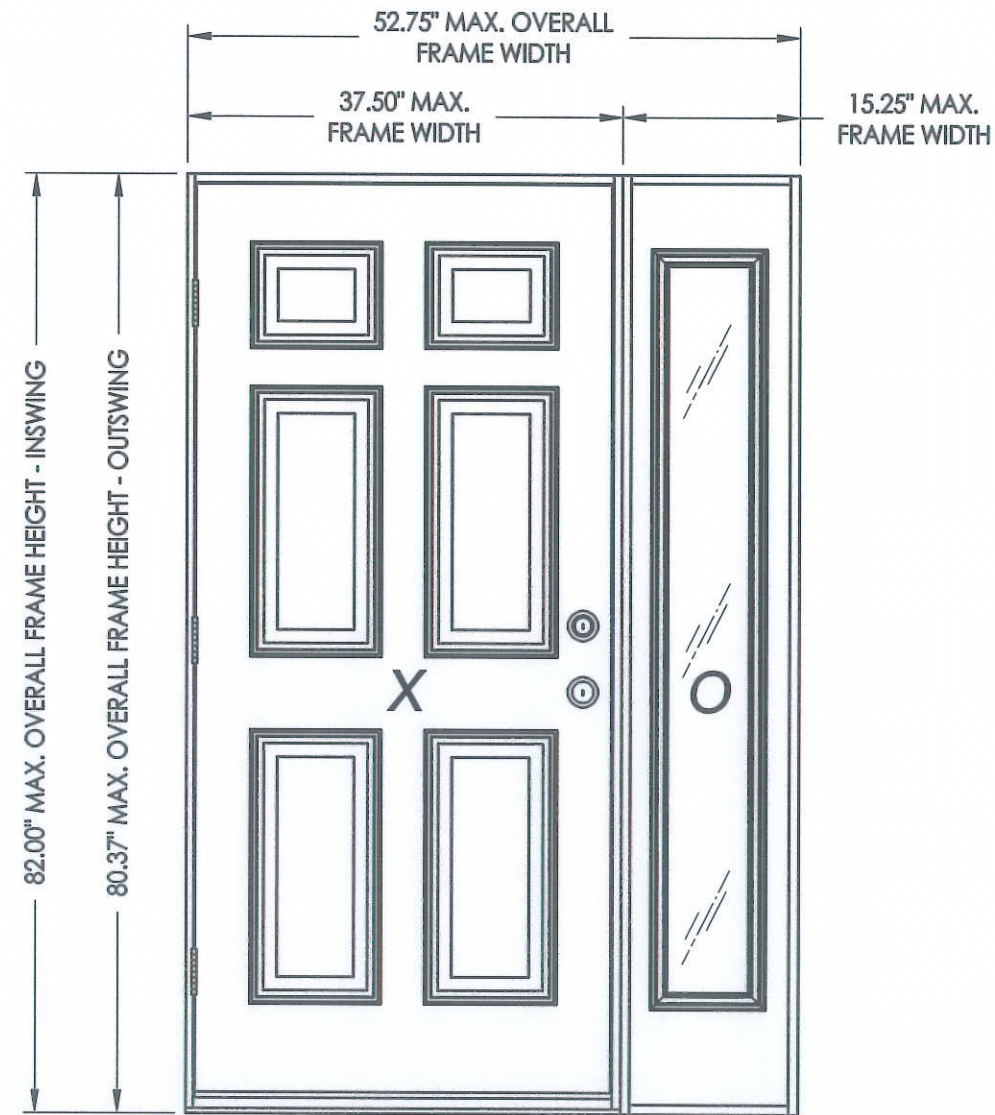 52.75" MAX. OVERALL
FRAME WIDTH
37.50" MAX.
FRAME WIDTH
15.25" MAX.
FRAME WIDTH
82.00" MAX. OVERALL FRAME HEIGHT - INSWING
80.37" MAX. OVERALL FRAME HEIGHT - OUTSWING
X
O